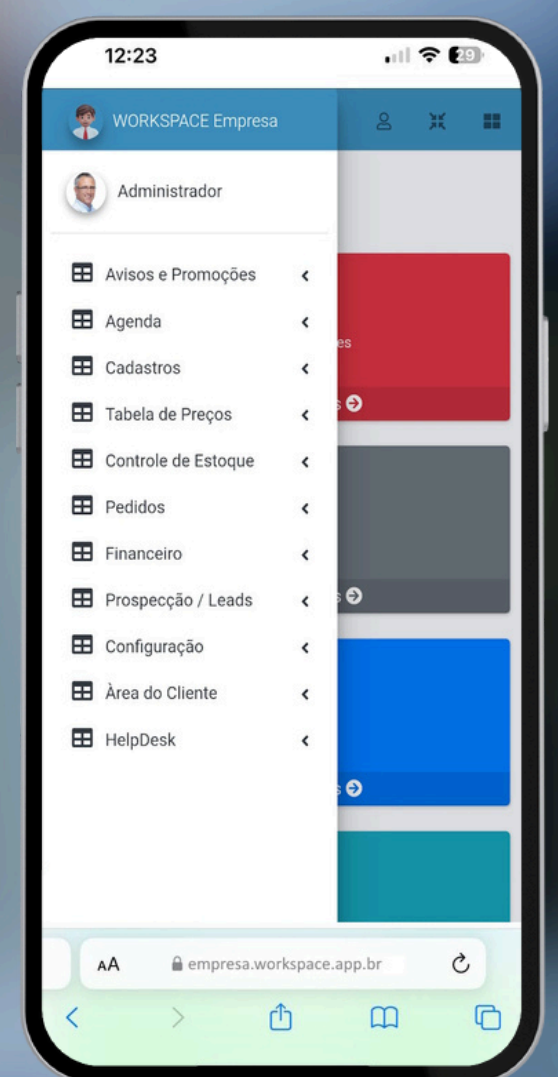 12:23
29
WORKSPACE Empresa
Administrador
Avisos e Promoções
Agenda
Cadastros
Tabela de Preços
Controle de Estoque
Pedidos
Financeiro
Prospecção / Leads
Configuração
Àrea do Cliente
HelpDesk
es
s
s
s
AA
empresa.workspace.app.br